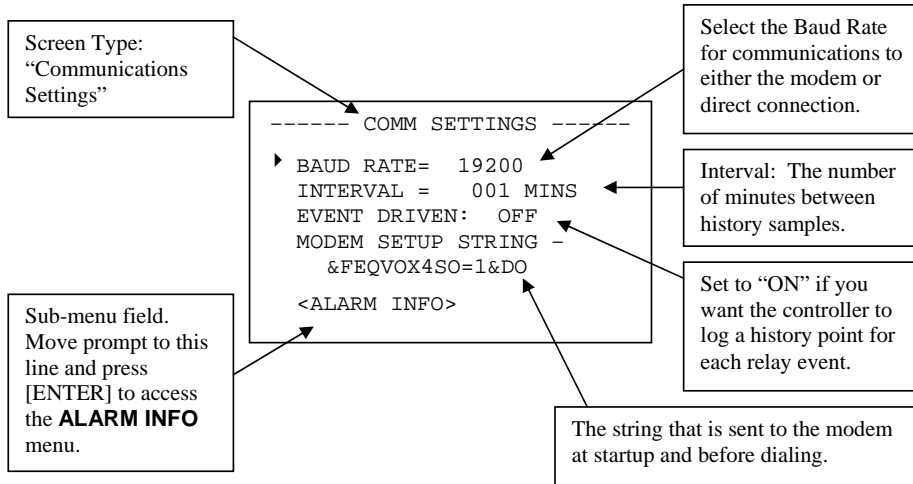 Screen Type:
“Communications
Settings”
Select the Baud Rate
for communications to
either the modem or
direct connection.
------ COMM SETTINGS ------
BAUD RATE= 19200
INTERVAL = 001 MINS
EVENT DRIVEN: OFF
MODEM SETUP STRING –
&FEQVOX4SO=1&DO
<ALARM INFO>
Interval: The number
of minutes between
history samples.
Set to “ON” if you
want the controller to
log a history point for
each relay event.
Sub-menu field.
Move prompt to this
line and press
[ENTER] to access
the ALARM INFO
menu.
The string that is sent to the modem
at startup and before dialing.